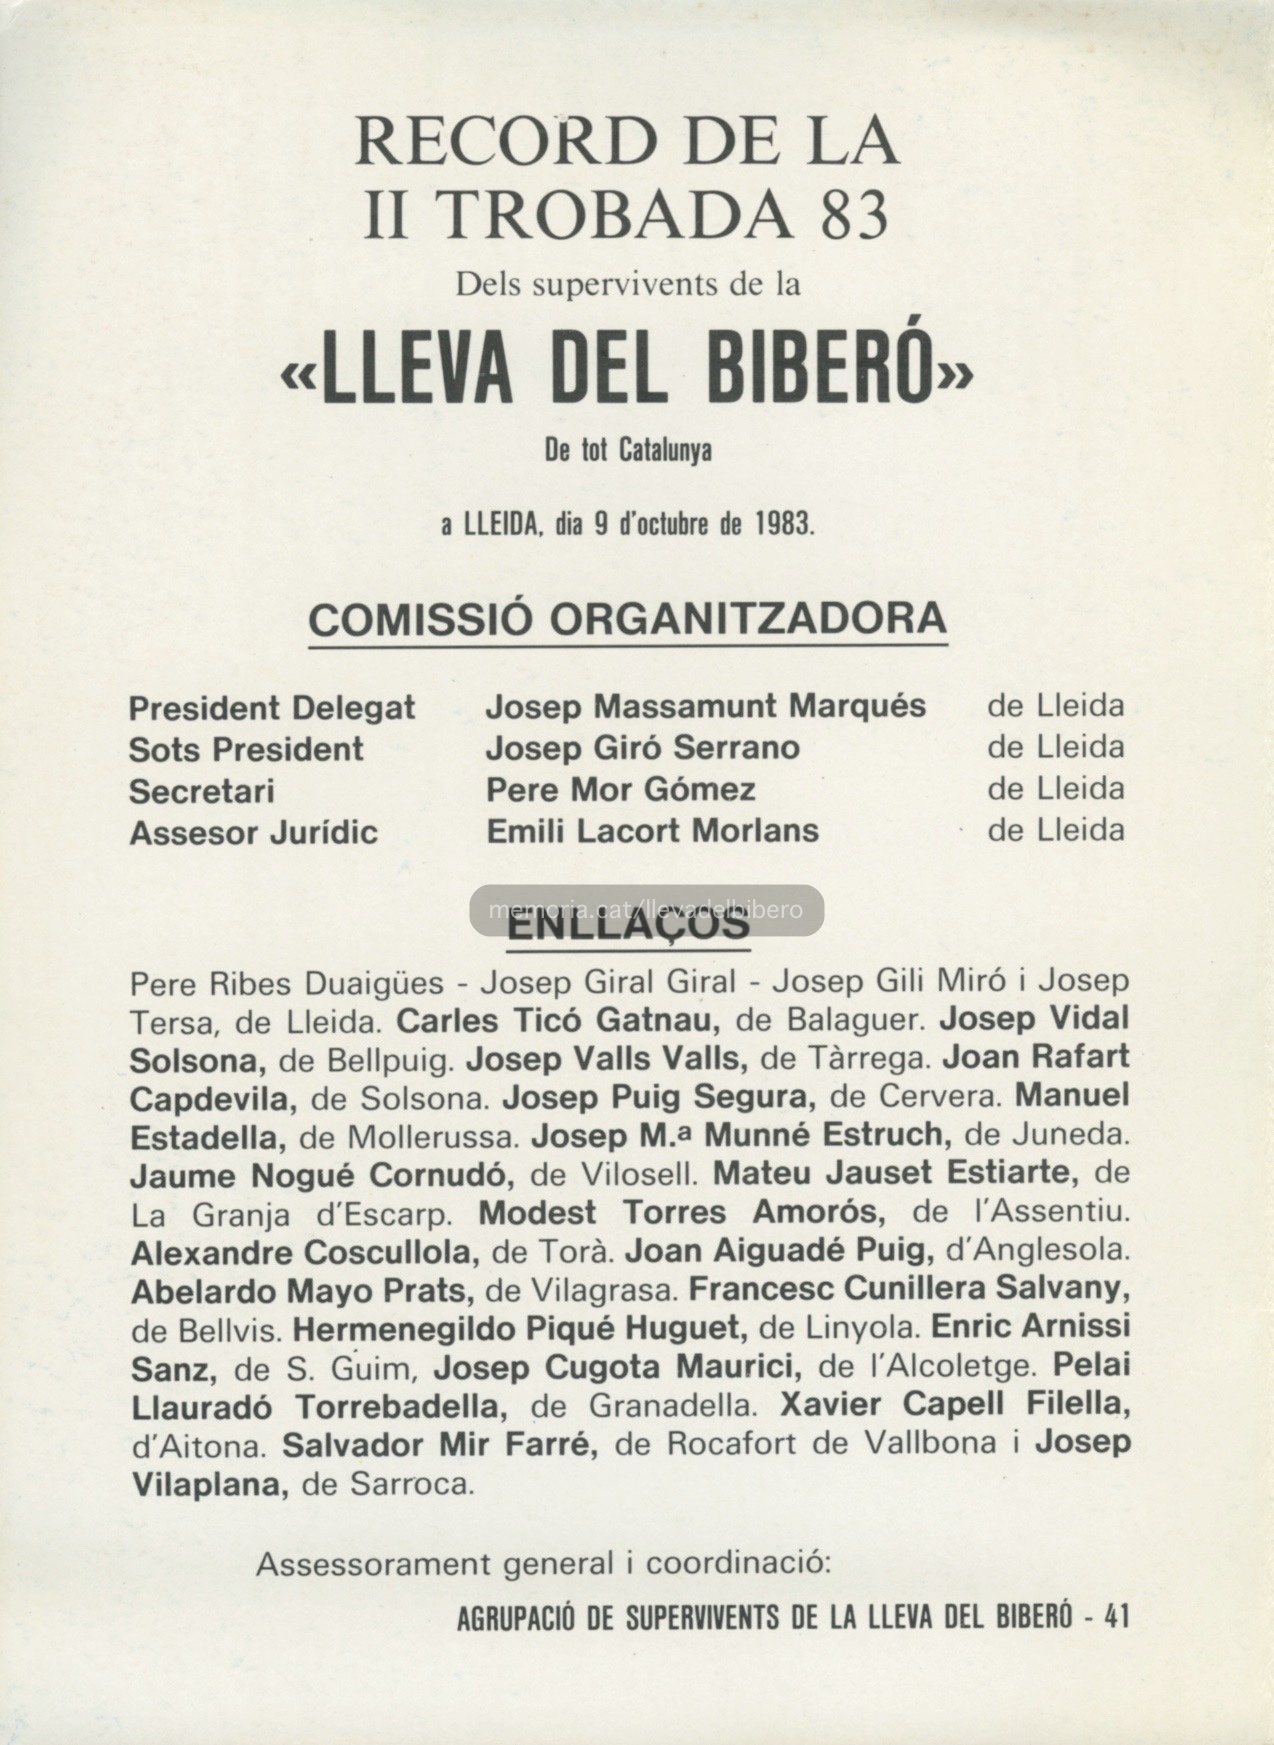 RECORD DE LA
II TROBADA 83
Dels supervivents de la
«LLEVA DEL BIBERÓ»
De tot Catalunya
a LLEIDA, dia 9 d'octubre de 1983.
COMISSIÓ ORGANITZADORA
President Delegat Josep Massamunt Marqués de Lleida
Sots President Josep Giró Serrano de Lleida
Secretari Pere Mor Gómez de Lleida
Assesor Jurídic Emili Lacort Morlans de Lleida
memoria.cat/llevadelbibero
ENLLAÇOS
Pere Ribes Duaigües - Josep Giral Giral - Josep Gili Miró i Josep
Tersa, de Lleida. Carles Ticó Gatnau, de Balaguer. Josep Vidal
Solsona, de Bellpuig. Josep Valls Valls, de Tàrrega. Joan Rafart
Capdevila, de Solsona. Josep Puig Segura, de Cervera. Manuel
Estadella, de Mollerussa. Josep M.ª Munné Estruch, de Juneda.
Jaume Nogué Cornudó, de Vilosell. Mateu Jauset Estiarte, de
La Granja d'Escarp. Modest Torres Amorós, de l'Assentiu.
Alexandre Coscullola, de Torà. Joan Aiguadé Puig, d'Anglesola.
Abelardo Mayo Prats, de Vilagrasa. Francesc Cunillera Salvany,
de Bellvis. Hermenegildo Piqué Huguet, de Linyola. Enric Arnissi
Sanz, de S. Guim, Josep Cugota Maurici, de l'Alcoletge. Pelai
Llauradó Torrebadella, de Granadella. Xavier Capell Filella,
d'Aitona. Salvador Mir Farré, de Rocafort de Vallbona i Josep
Vilaplana, de Sarroca.
Assessorament general i coordinació:
AGRUPACIÓ DE SUPERVIVENTS DE LA LLEVA DEL BIBERÓ - 41